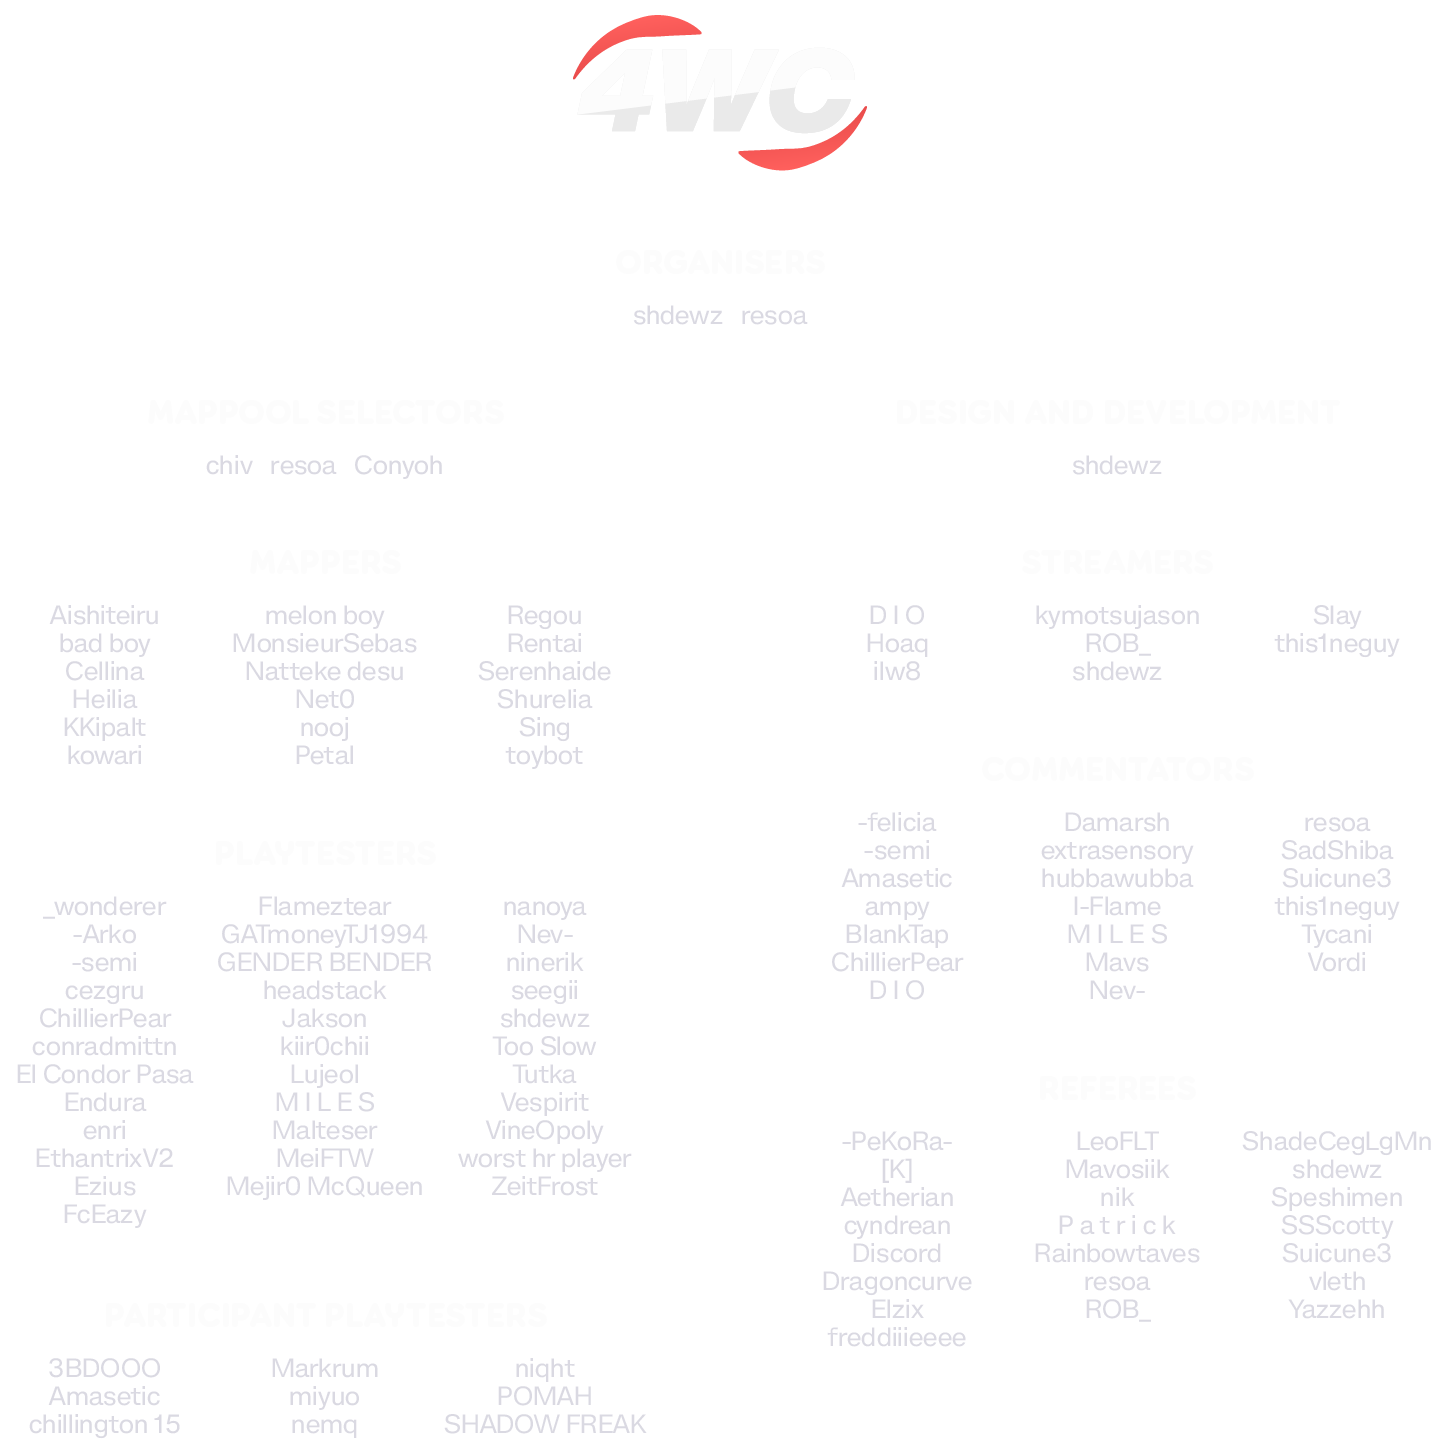 4WC
ORGANISERS
shdewz resoa
MAPPOOL SELECTORS
chiv resoa Conyoh
MAPPERS
Aishiteiru melon boy Regou
bad boy MonsieurSebas Rentai
Cellina Natteke desu Serenhaide
Heilia Net0 Shurelia
KKipalt nooj Sing
kowari Petal toybot
PLAYTESTERS
_wonderer Flameztear nanoya
-Arko GATmoneyTJ1994 Nev-
-semi GENDER BENDER ninerik
cezgru headstack seegii
ChillierPear Jakson shdewz
conradmittn kiir0chii Too Slow
El Condor Pasa Lujeol Tutka
Endura M I L E S Vespirit
enri Malteser VineOpoly
EthantrixV2 MeiFTW worst hr player
Ezius Mejir0 McQueen ZeitFrost
FcEazy
PARTICIPANT PLAYTESTERS
3BDOOO Markrum niqht
Amasetic miyuo POMAH
chillington 15 nemq SHADOW FREAK
DESIGN AND DEVELOPMENT
shdewz
STREAMERS
D I O kymotsujason Slay
Hoaq ROB_ this1neguy
ilw8 shdewz
COMMENTATORS
-felicia Damarsh resoa
-semi extrasensory SadShiba
Amasetic hubbawubba Suicune3
ampy I-Flame this1neguy
BlankTap M I L E S Tycani
ChillierPear Mavs Vordi
D I O Nev-
REFEREES
-PeKoRa- LeoFLT ShadeCegLgMn
[K] Mavosiik shdewz
Aetherian nik Speshimen
cyndrean P a t r i c k SSScotty
Discord Rainbowtaves Suicune3
Dragoncurve resoa vleth
Elzix ROB_ Yazzehh
freddiiieeee